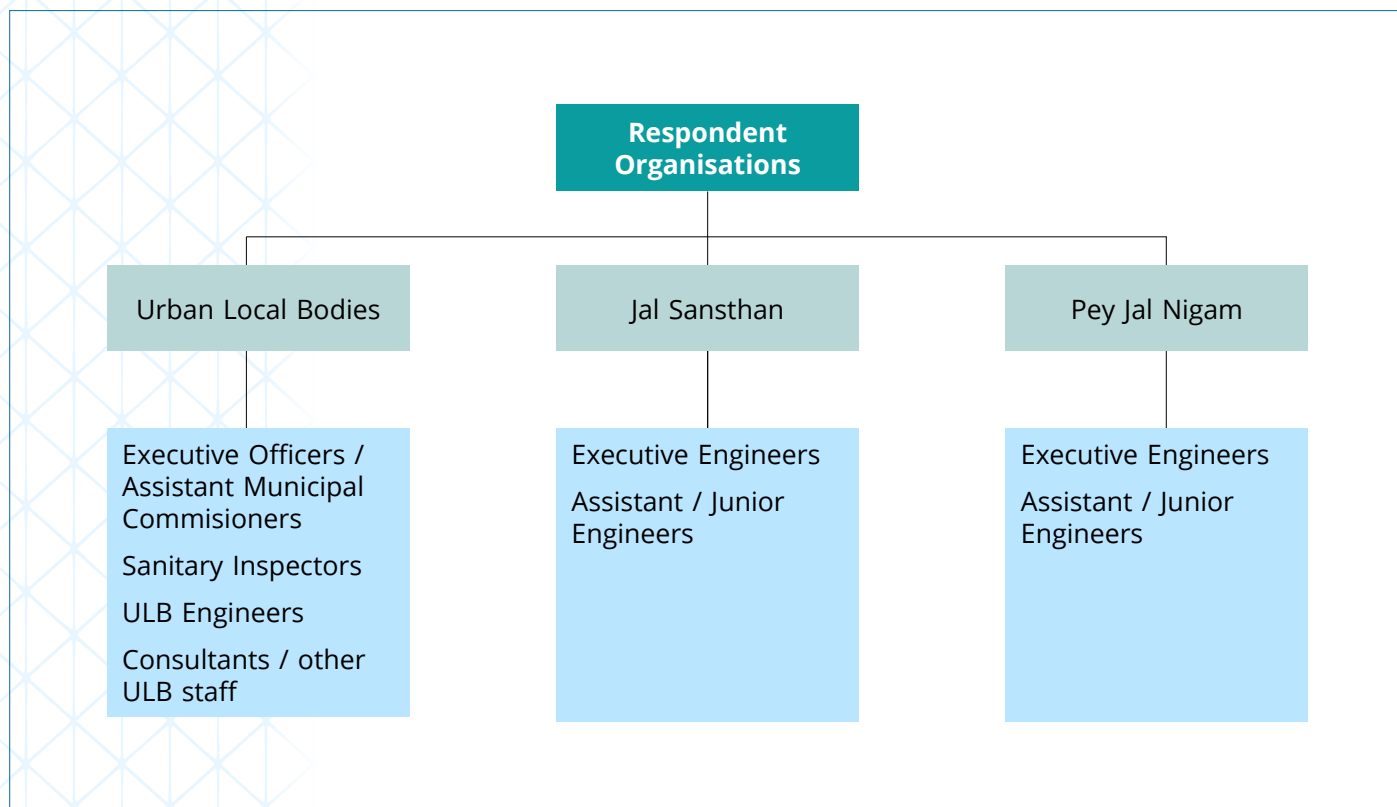 Respondent
Organisations
Urban Local Bodies
Jal Sansthan
Pey Jal Nigam
Executive Officers /
Assistant Municipal
Commisioners
Sanitary Inspectors
ULB Engineers
Consultants / other
ULB staff
Executive Engineers
Assistant / Junior
Engineers
Executive Engineers
Assistant / Junior
Engineers